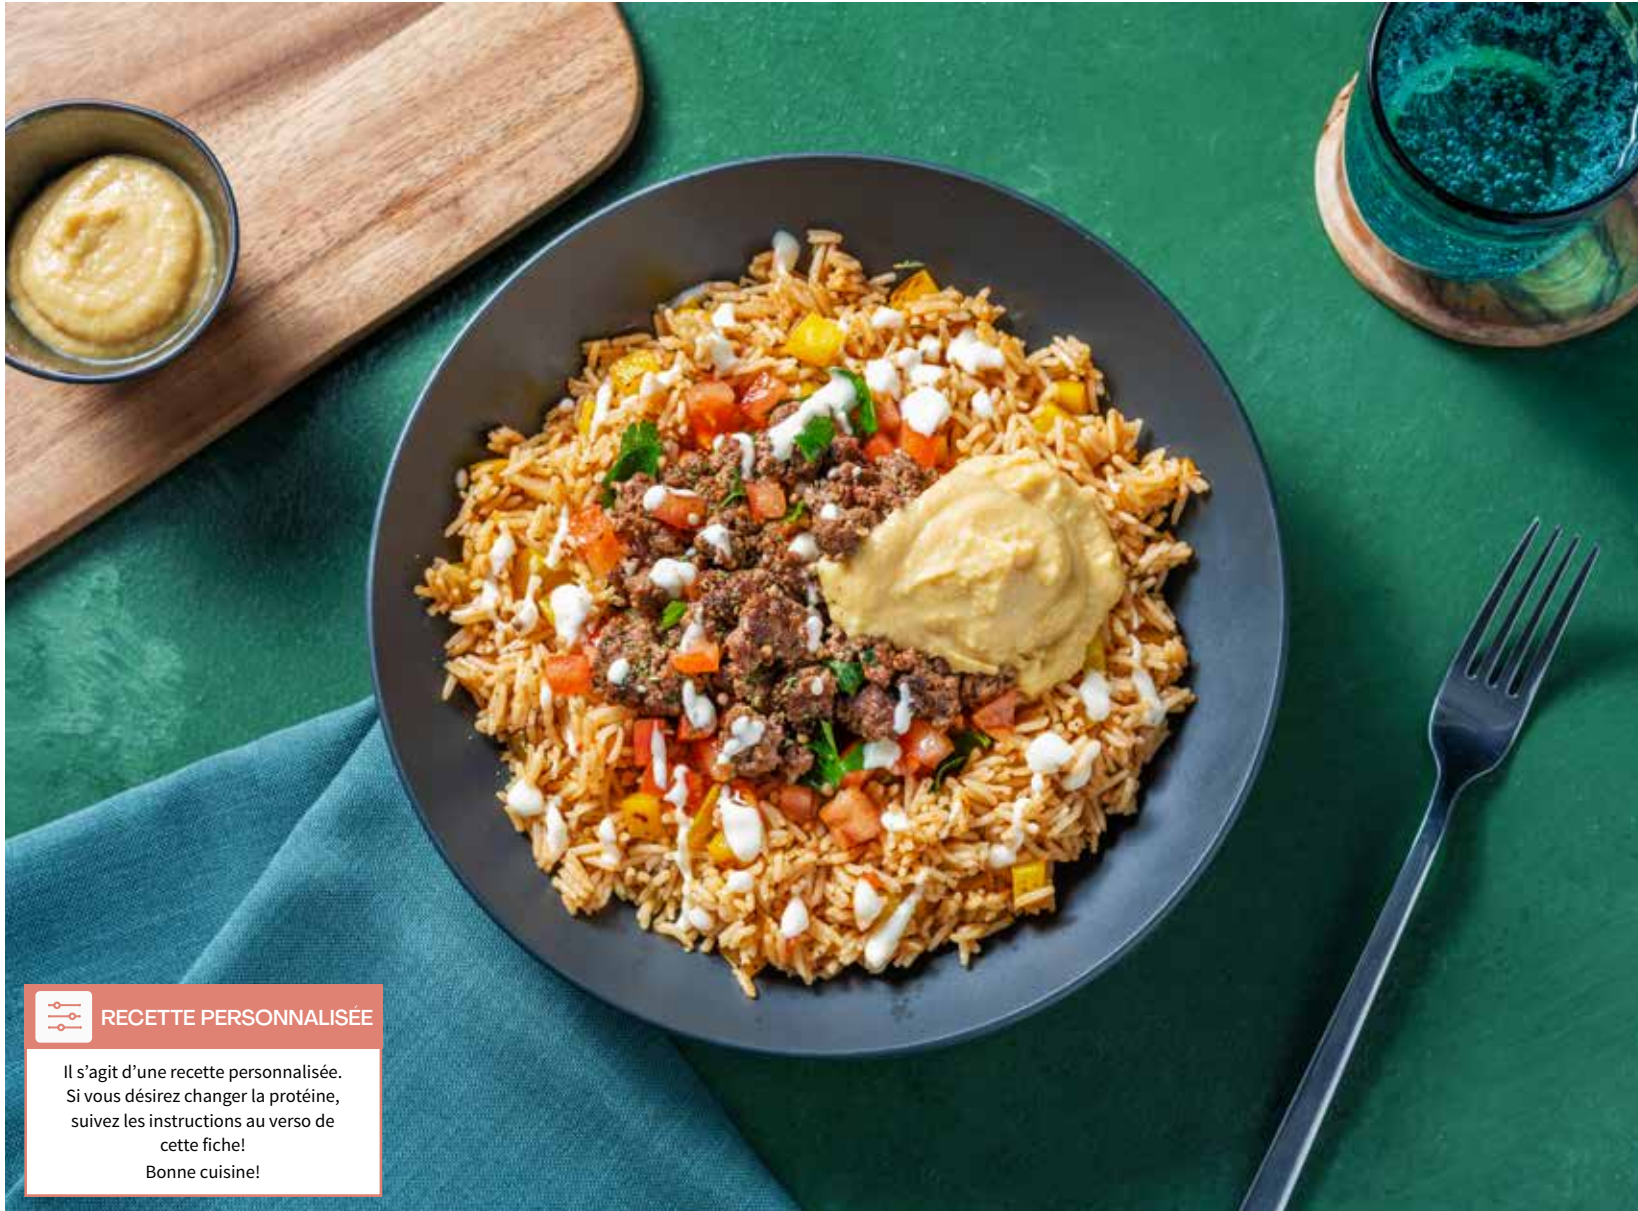 RECETTE PERSONNALISÉE
Il s’agit d’une recette personnalisée.
Si vous désirez changer la protéine,
suivez les instructions au verso de
cette fiche!
Bonne cuisine!